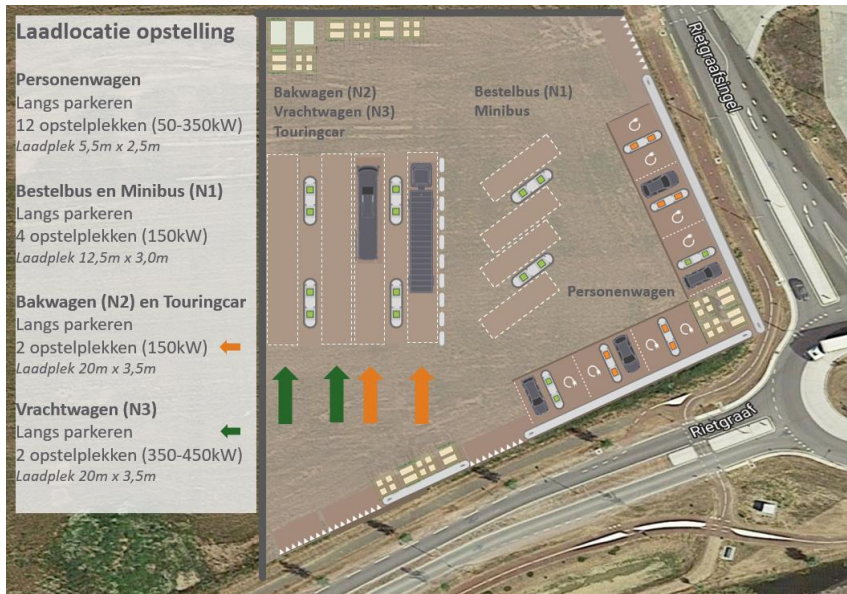 Laadlocatie opstelling
Personenwagen
Langs parkeren
12 opstelplekken (50-350kW)
Laadplek 5,5m x 2,5m
Bestelbus en Minibus (N1)
Langs parkeren
4 opstelplekken (150kW)
Laadplek 12,5m x 3,0m
Bakwagen (N2) en Touringcar
Langs parkeren
2 opstelplekken (150kW)
Laadplek 20m x 3,5m
Vrachtwagen (N3)
Langs parkeren
2 opstelplekken (350-450kW)
Laadplek 20m x 3,5m
Bakwagen (N2)
Vrachtwagen (N3)
Touringcar
Bestelbus (N1)
Minibus
Personenwagen
Rietgraafsingel
Rietgraaf